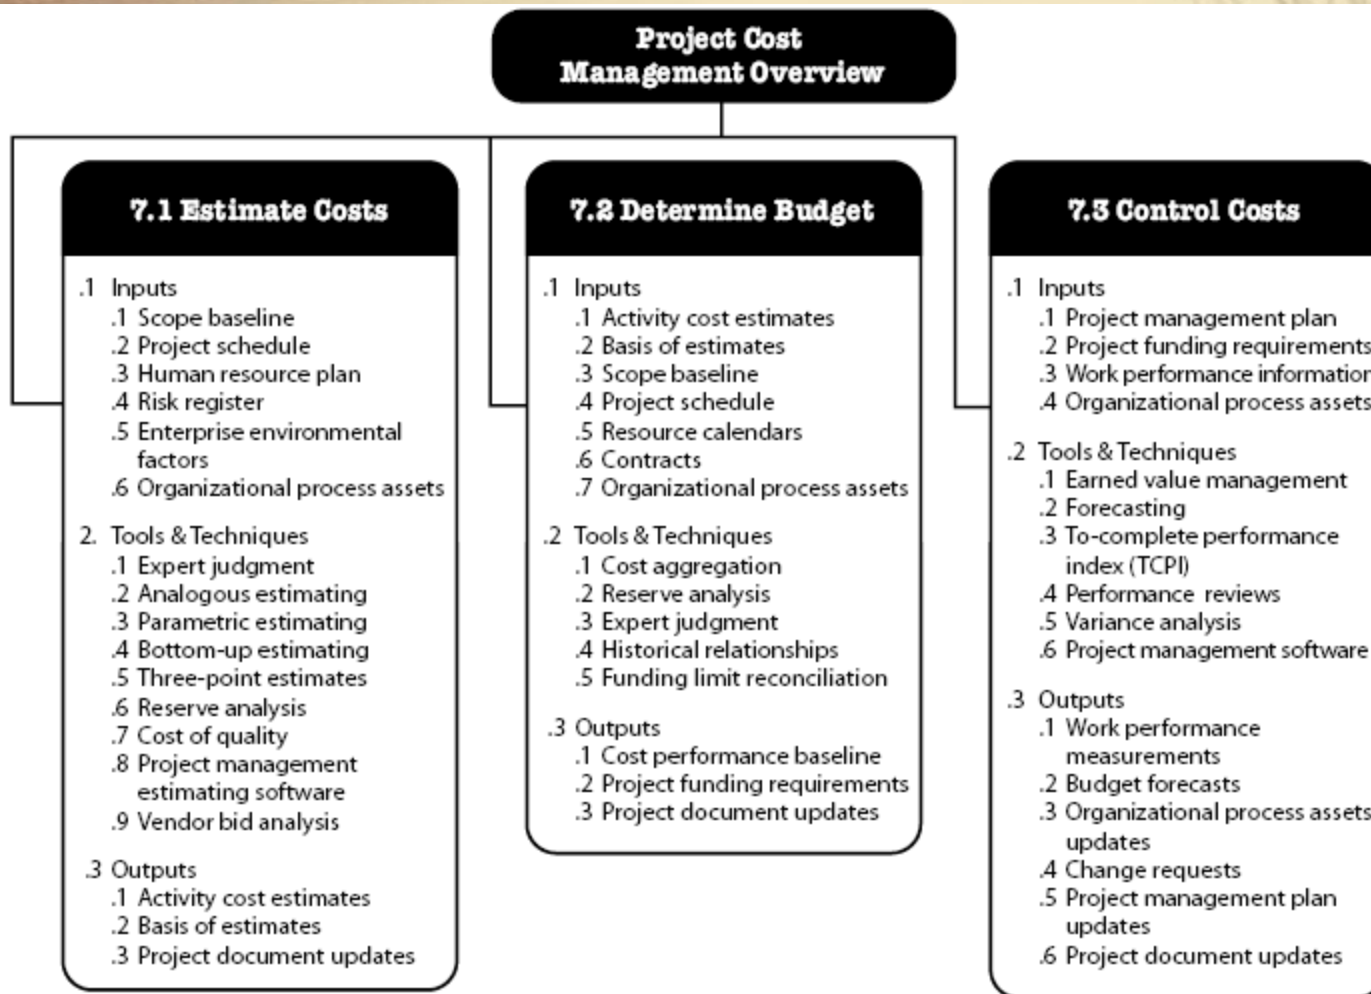 Project Cost
Management Overview
7.1 Estimate Costs
.1 Inputs
.1 Scope baseline
.2 Project schedule
.3 Human resource plan
.4 Risk register
.5 Enterprise environmental
factors
.6 Organizational process assets
2. Tools & Techniques
.1 Expert judgment
.2 Analogous estimating
.3 Parametric estimating
.4 Bottom-up estimating
.5 Three-point estimates
.6 Reserve analysis
.7 Cost of quality
.8 Project management
estimating software
.9 Vendor bid analysis
.3 Outputs
.1 Activity cost estimates
.2 Basis of estimates
.3 Project document updates
7.2 Determine Budget
.1 Inputs
.1 Activity cost estimates
.2 Basis of estimates
.3 Scope baseline
.4 Project schedule
.5 Resource calendars
.6 Contracts
.7 Organizational process assets
.2 Tools & Techniques
.1 Cost aggregation
.2 Reserve analysis
.3 Expert judgment
.4 Historical relationships
.5 Funding limit reconciliation
.3 Outputs
.1 Cost performance baseline
.2 Project funding requirements
.3 Project document updates
7.3 Control Costs
.1 Inputs
.1 Project management plan
.2 Project funding requirements
.3 Work performance information
.4 Organizational process assets
.2 Tools & Techniques
.1 Earned value management
.2 Forecasting
.3 To-complete performance
index (TCPI)
.4 Performance reviews
.5 Variance analysis
.6 Project management software
.3 Outputs
.1 Work performance
measurements
.2 Budget forecasts
.3 Organizational process assets
updates
.4 Change requests
.5 Project management plan
updates
.6 Project document updates